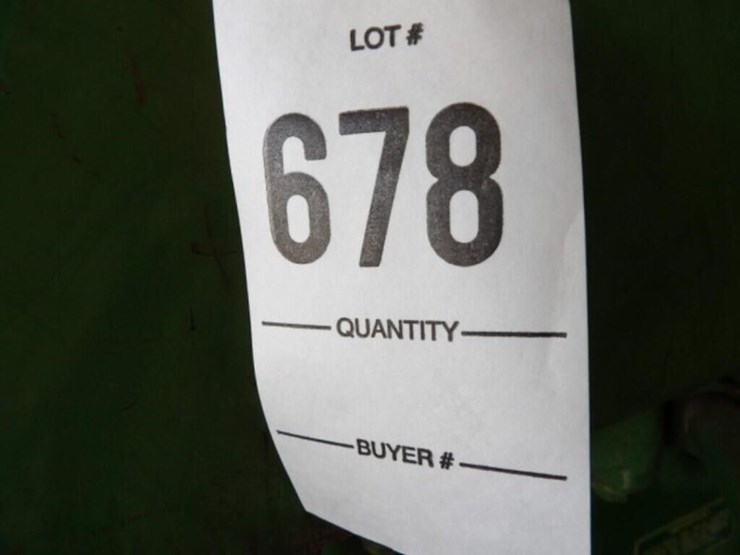 LOT #
678
QUANTITY
BUYER #